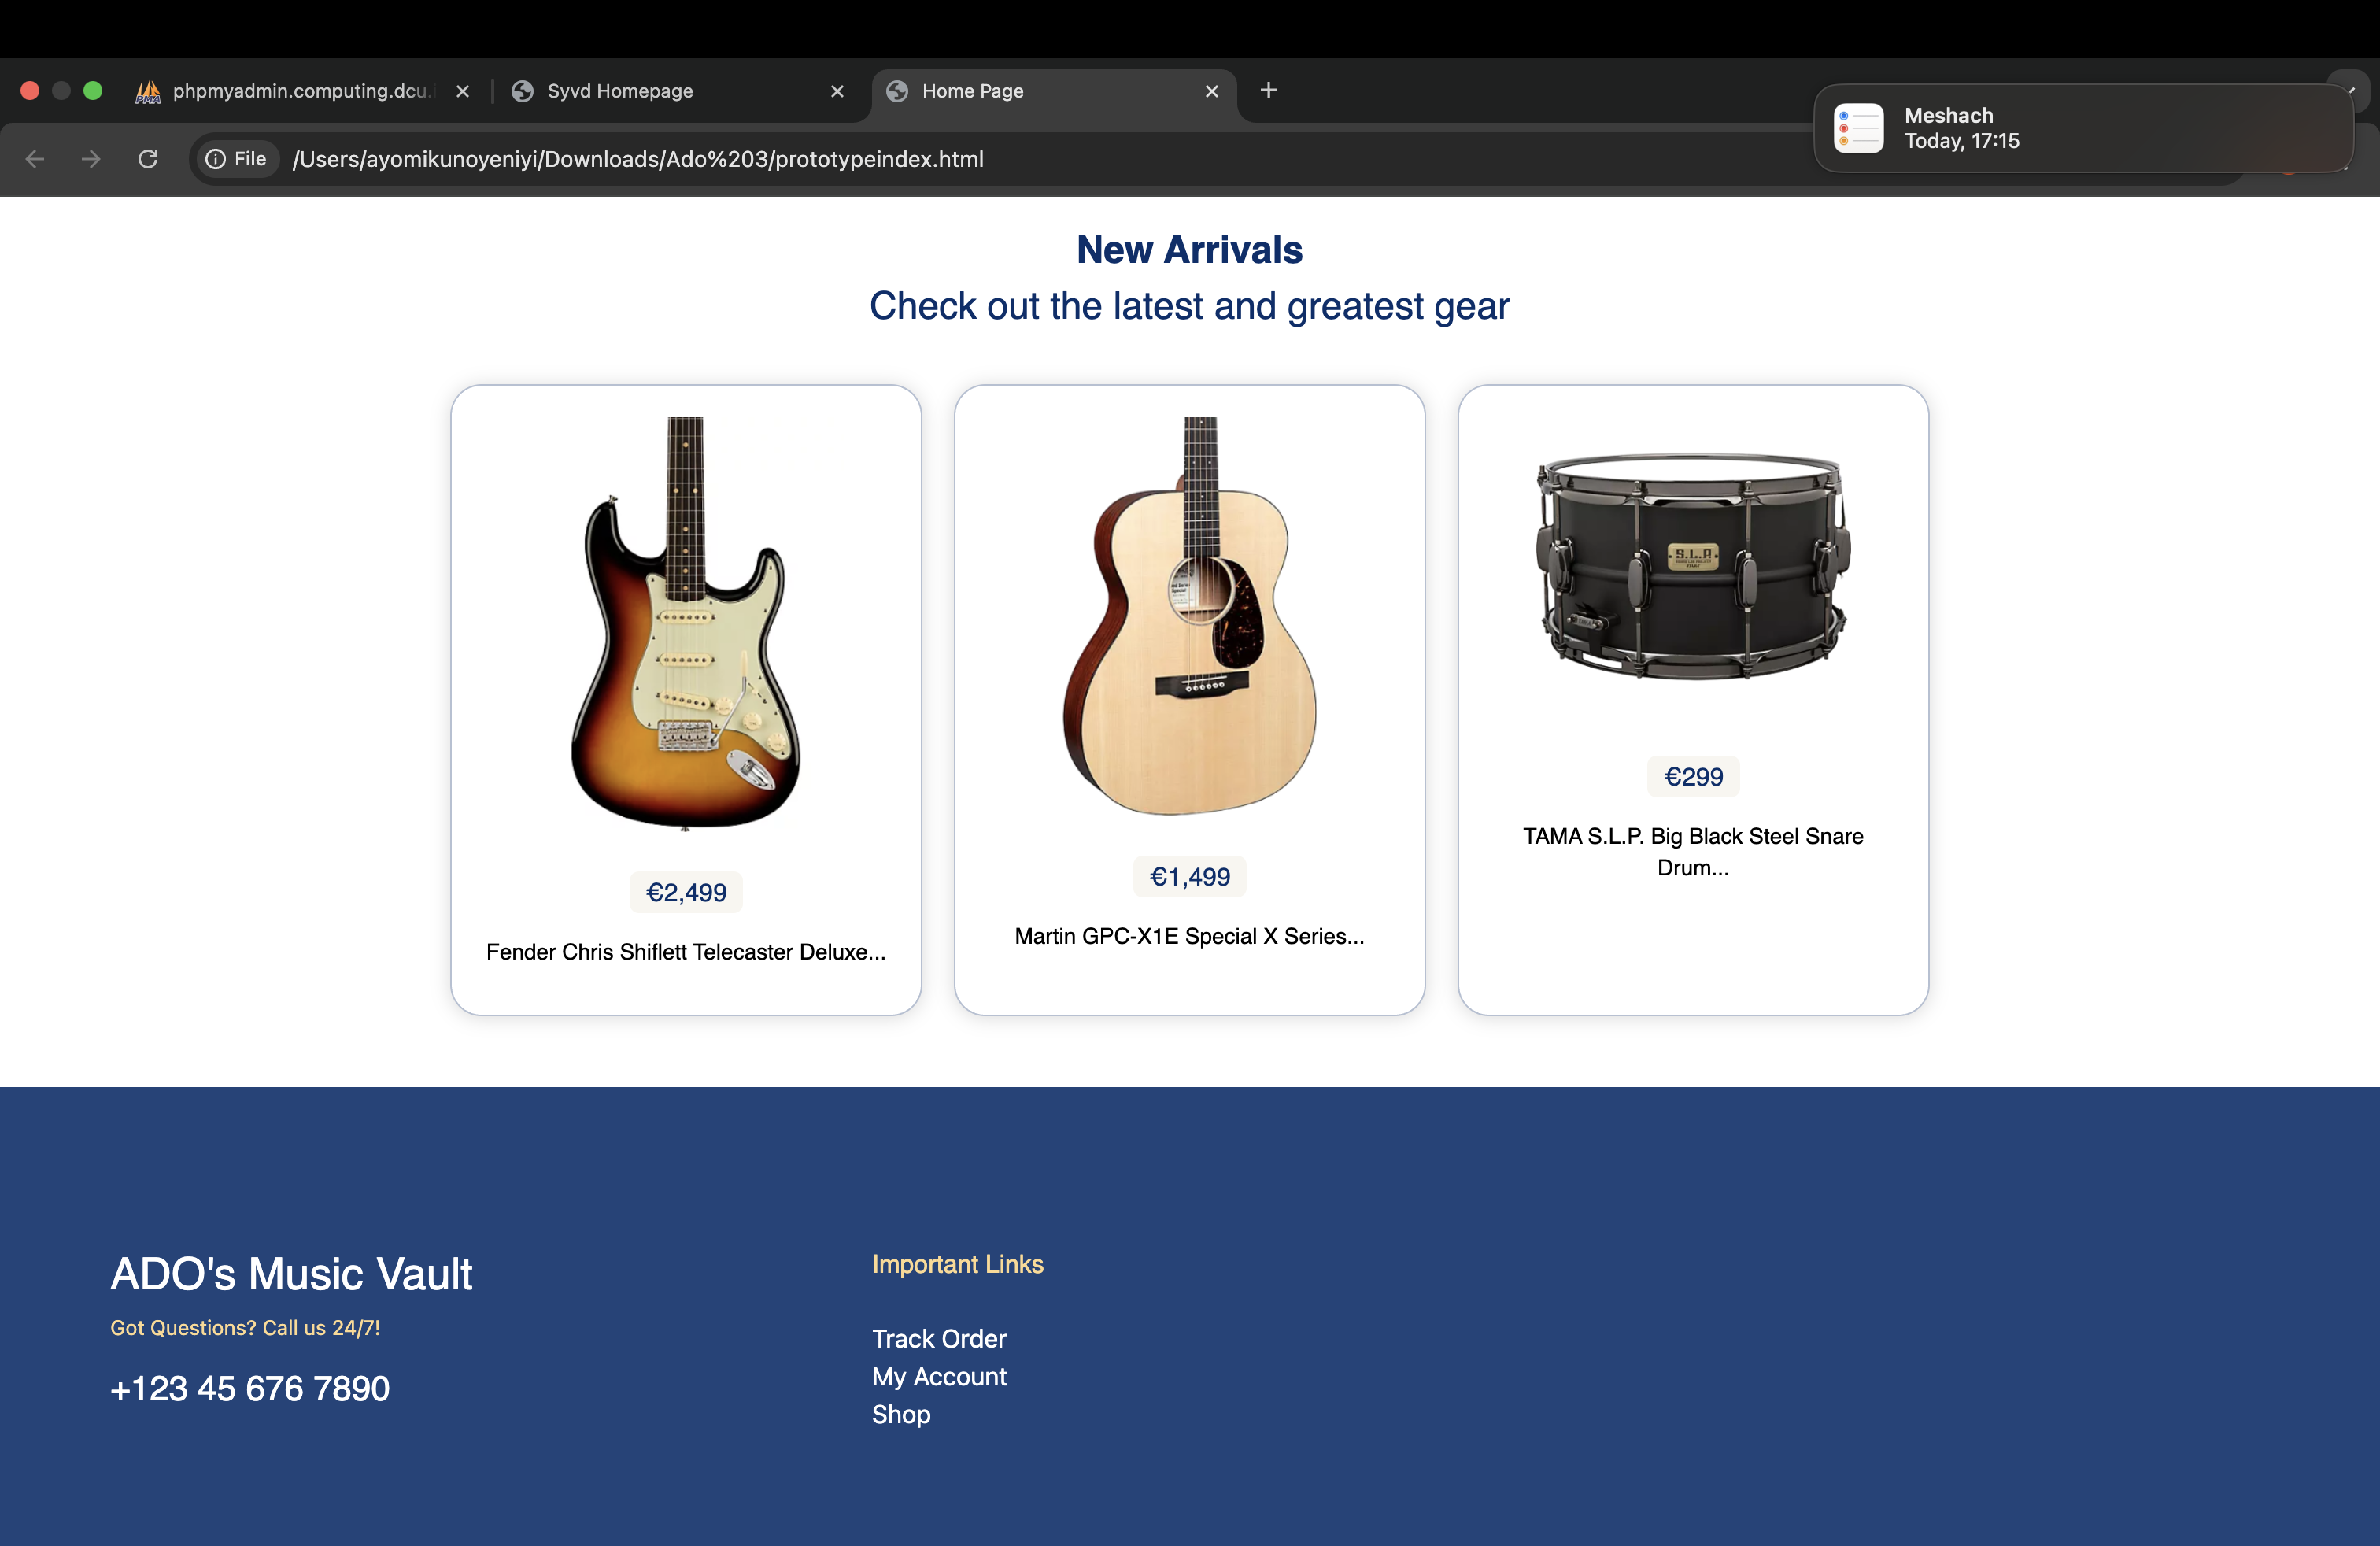 phpmyadmin.computing.dcu.i
Syvd Homepage
Home Page
File
/Users/ayomikunoyeniyi/Downloads/Ado%203/prototypeindex.html
Meshach
Today, 17:15
New Arrivals
Check out the latest and greatest gear
S.L.P.
€2,499
Fender Chris Shiflett Telecaster Deluxe...
€1,499
Martin GPC-X1E Special X Series...
€299
TAMA S.L.P. Big Black Steel Snare
Drum...
ADO's Music Vault
Got Questions? Call us 24/7!
+123 45 676 7890
Important Links
Track Order
My Account
Shop